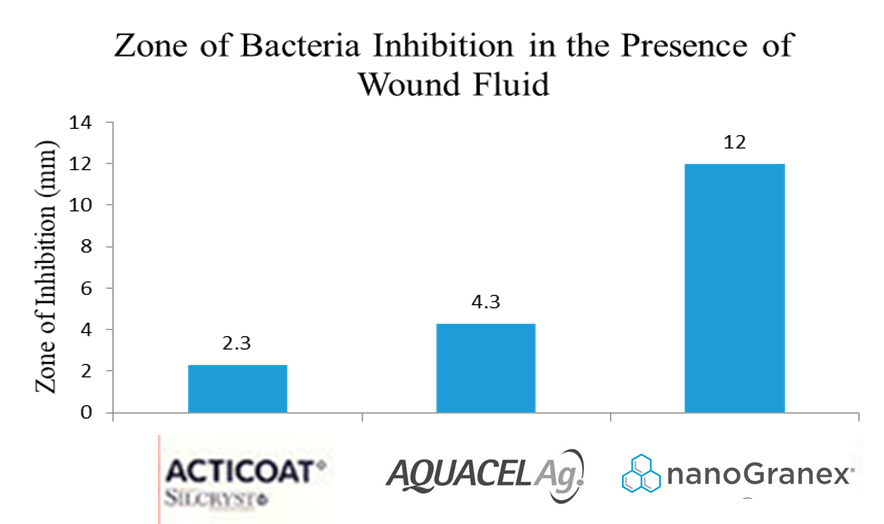 Zone of Bacteria Inhibition in the Presence of
Wound Fluid
Zone of Inhibition (mm)
14
12
10
8
6
4
2
0
2.3
4.3
12
ACTICOAT
SILCRYST
AQUACEL Ag.
nanoGranex®